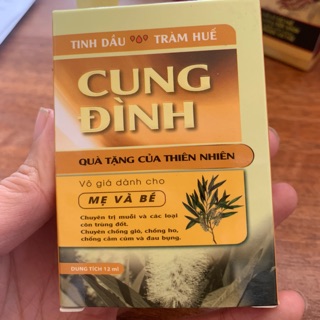 TINH DẦU TRÀM HUẾ
CUNG
ĐÌNH
QUÀ TẶNG CỦA THIÊN NHIÊN
Vô giá dành cho
MẸ VÀ BÉ
Chuyên trị muỗi và các loại
côn trùng đốt.
Chuyên chống gió, chống ho,
chống cảm cúm và đau bụng.
DUNG TÍCH 12 ml